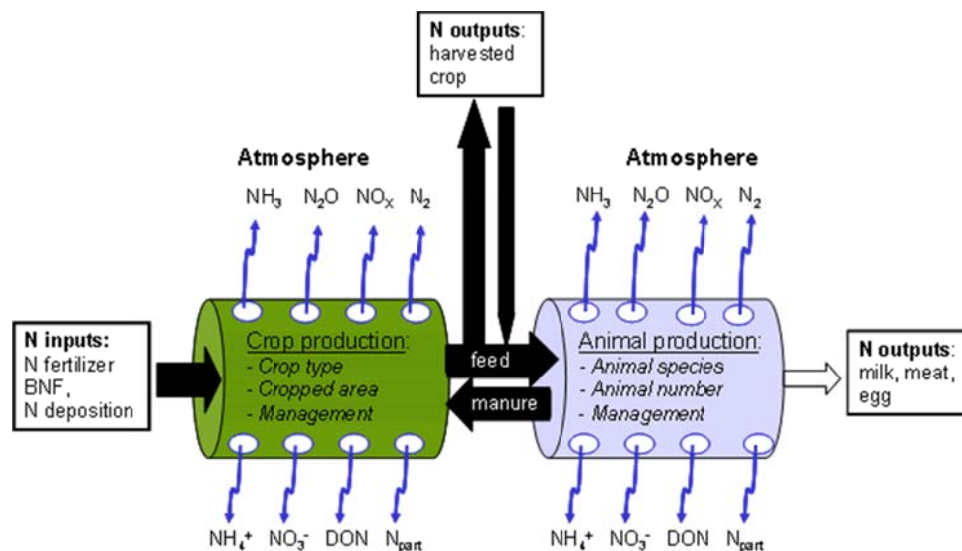 N outputs:
harvested
crop
Atmosphere
Atmosphere
NH₃ N₂O NOₓ N₂
NH₃ N₂O NOₓ N₂
N inputs:
N fertilizer
BNF,
N deposition
Crop production:
- Crop type
- Cropped area
- Management
feed
manure
Animal production:
- Animal species
- Animal number
- Management
N outputs:
milk, meat,
egg
NH₄⁺ NO₃⁻ DON Nₚₐᵣₜ
NH₄⁺ NO₃⁻ DON Nₚₐᵣₜ